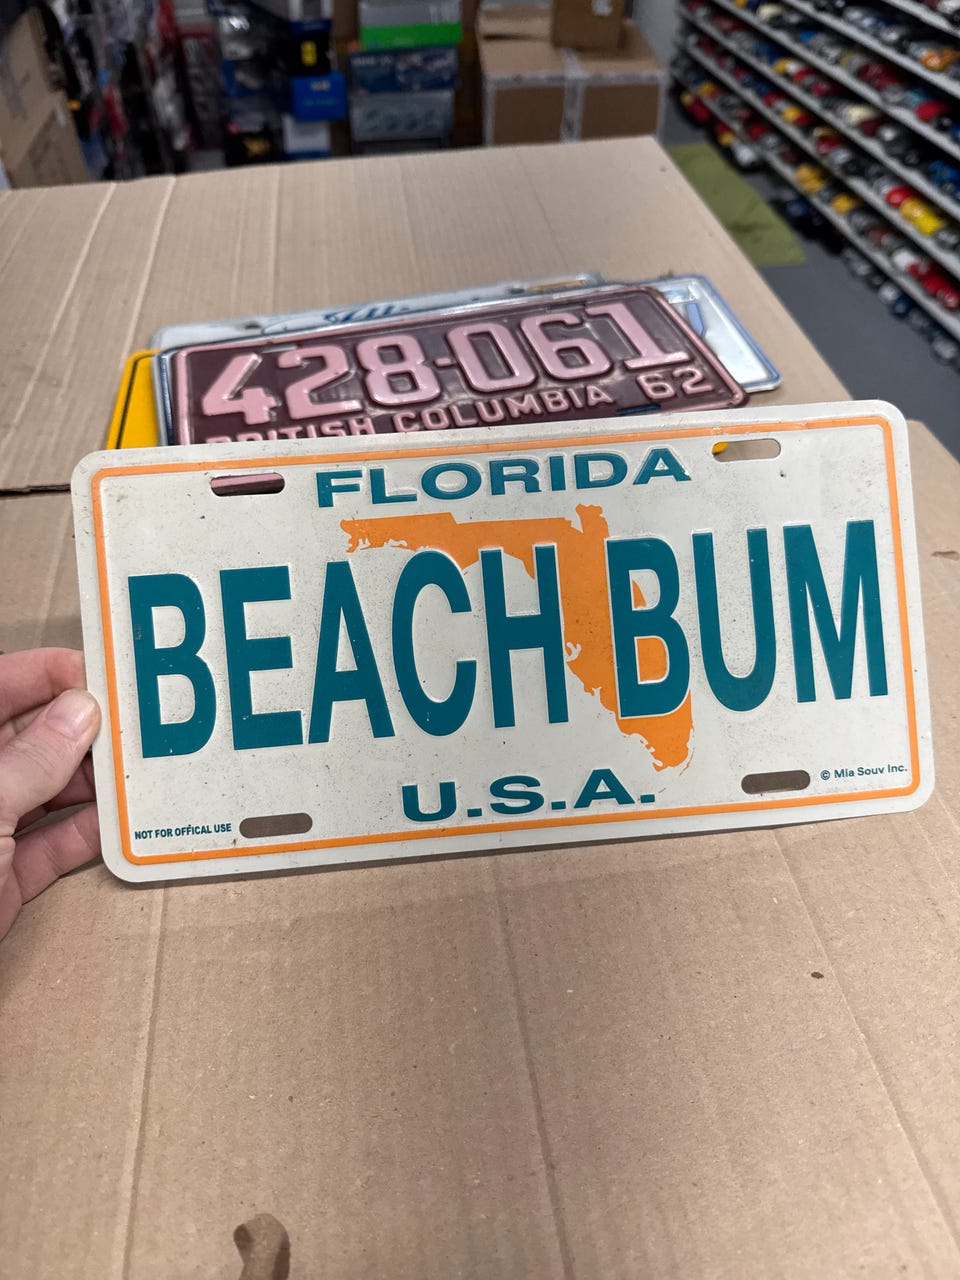 428-061
BRITISH COLUMBIA 62
FLORIDA
BEACH BUM
U.S.A.
NOT FOR OFFICAL USE
© Mia Souv Inc.